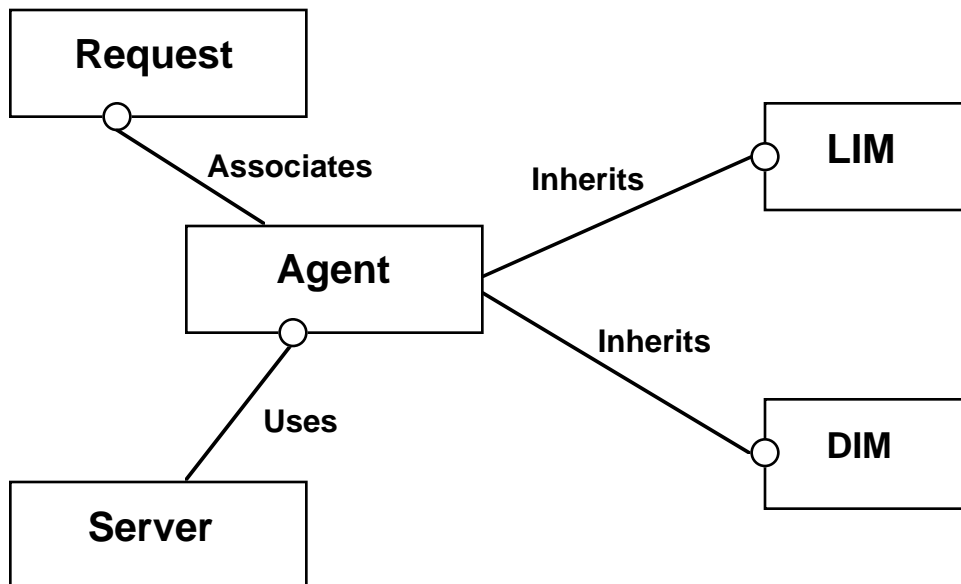 Request
Associates
LIM
Inherits
Agent
Inherits
Uses
DIM
Server